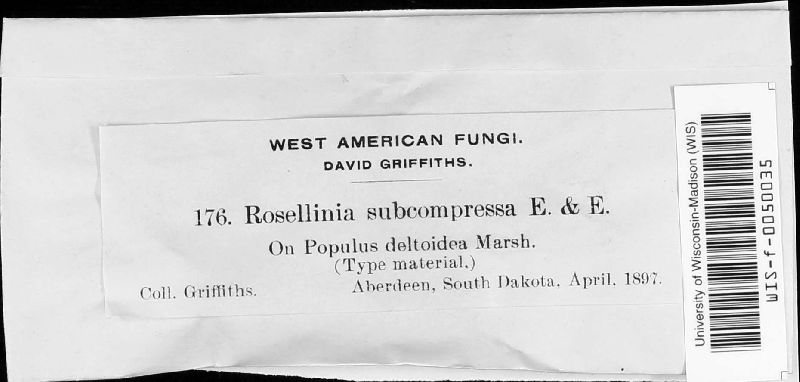 WEST AMERICAN FUNGI.
DAVID GRIFFITHS.
176. Rosellinia subcompressa E. & E.
On Populus deltoidea Marsh.
(Type material.)
Coll. Griffiths. Aberdeen, South Dakota, April, 1897.
University of Wisconsin-Madison (WIS)
WIS-f-0050035